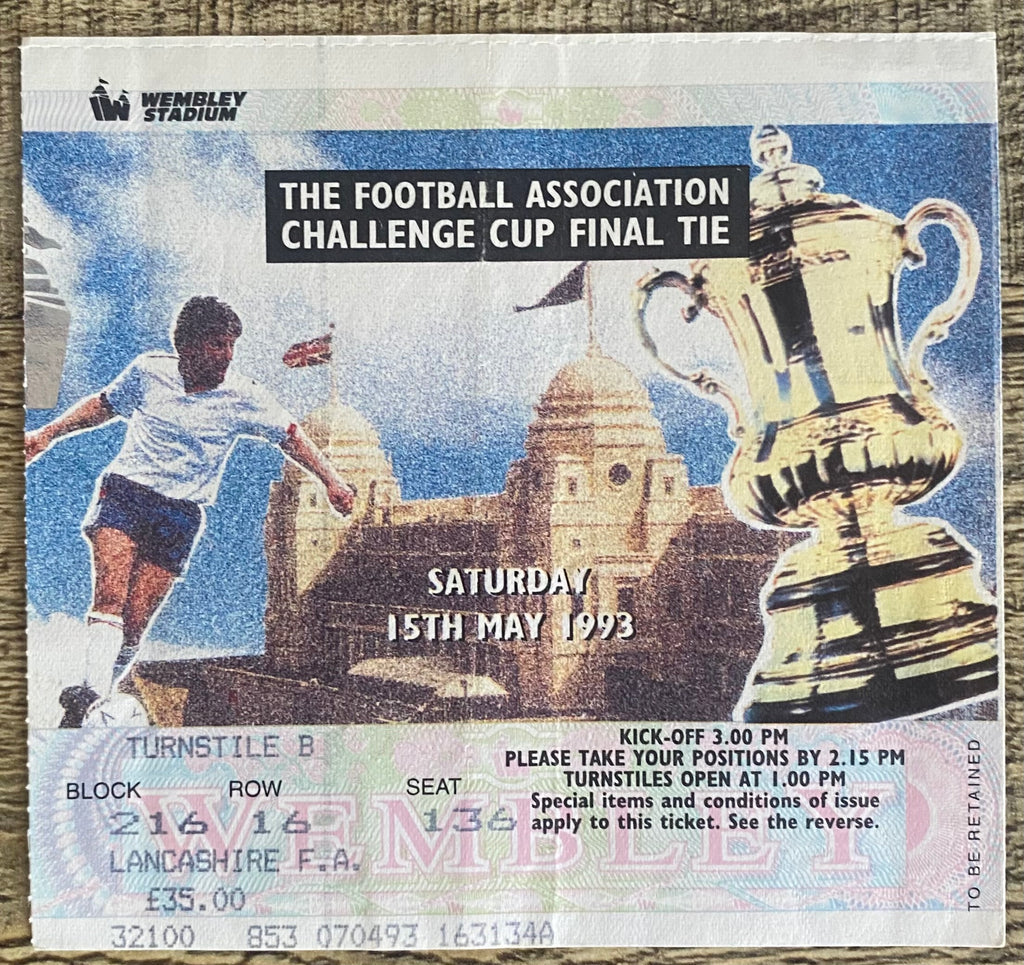 WEMBLEY
STADIUM
THE FOOTBALL ASSOCIATION
CHALLENGE CUP FINAL TIE
SATURDAY
15TH MAY 1993
TURNSTILE B
BLOCK ROW SEAT
216 16 136
LANCASHIRE F.A.
£35.00
32100 853 070493 163134A
KICK-OFF 3.00 PM
PLEASE TAKE YOUR POSITIONS BY 2.15 PM
TURNSTILES OPEN AT 1.00 PM
Special items and conditions of issue
apply to this ticket. See the reverse.
WEMBLEY
TO BE RETAINED